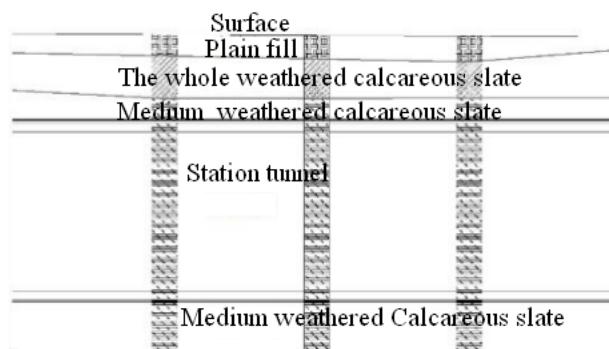 Surface
Plain fill
The whole weathered calcareous slate
Medium weathered calcareous slate
Station tunnel
Medium weathered Calcareous slate